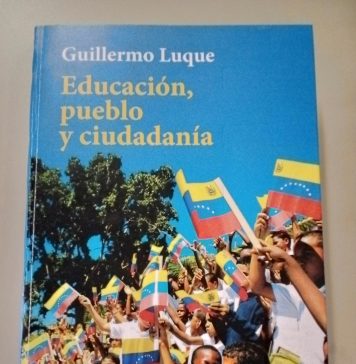 Guillermo Luque
Educación,
pueblo
y ciudadanía